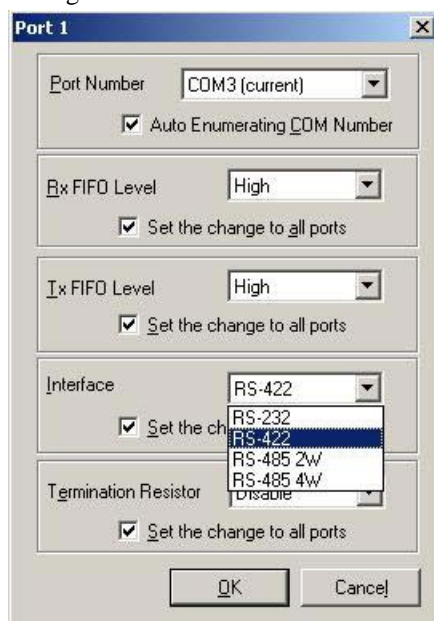 Port 1
Port Number COM3 (current)
Auto Enumerating COM Number
Rx FIFO Level High
Set the change to all ports
Tx FIFO Level High
Set the change to all ports
Interface RS-422
RS-232
Set the ch
RS-422
RS-485 2W
RS-485 4W
Termination Resistor Disable
Set the change to all ports
OK Cancel